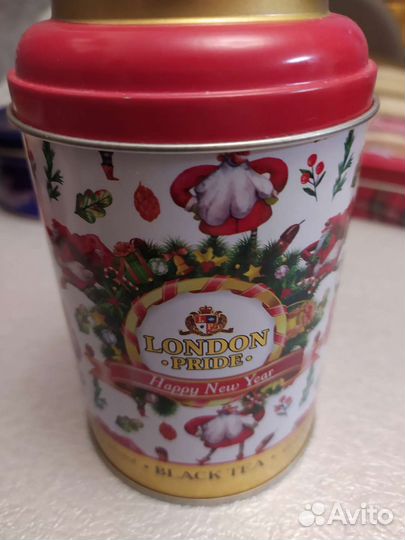 LONDON
• PRIDE •
Happy New Year
• BLACK TEA •
Avito